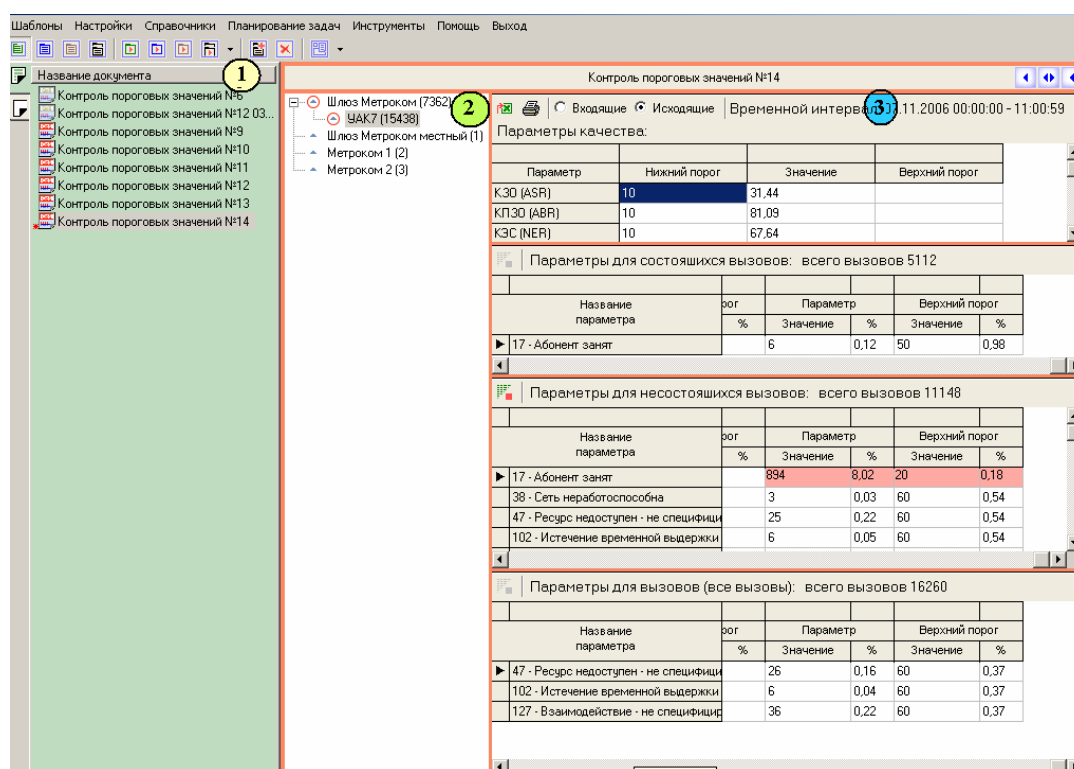 Шаблоны Настройки Справочники Планирование задач Инструменты Помощь Выход
Название документа
1
Контроль пороговых значений №6
Контроль пороговых значений №12 03...
Контроль пороговых значений №9
Контроль пороговых значений №10
Контроль пороговых значений №11
Контроль пороговых значений №12
Контроль пороговых значений №13
Контроль пороговых значений №14
Контроль пороговых значений №14
Шлюз Метроком (7362)
2
УАК7 (15438)
Шлюз Метроком местный (1)
Метроком 1 (2)
Метроком 2 (3)
Входящие Исходящие Временной интервал 3 .11.2006 00:00:00 - 11:00:59
Параметры качества:
Параметр Нижний порог Значение Верхний порог
КЗО (ASR) 10 31,44
КПЗО (ABR) 10 81,09
КЭС (NER) 10 67,64
Параметры для состояшихся вызовов: всего вызовов 5112
Название параметра рог Параметр Верхний порог
% Значение % Значение %
17 - Абонент занят 6 0,12 50 0,98
Параметры для несостояшихся вызовов: всего вызовов 11148
Название параметра рог Параметр Верхний порог
% Значение % Значение %
17 - Абонент занят 894 8,02 20 0,18
38 - Сеть неработоспособна 3 0,03 60 0,54
47 - Ресурс недоступен - не специфици 25 0,22 60 0,54
102 - Истечение временной выдержки 6 0,05 60 0,54
Параметры для вызовов (все вызовы): всего вызовов 16260
Название параметра рог Параметр Верхний порог
% Значение % Значение %
47 - Ресурс недоступен - не специфици 26 0,16 60 0,37
102 - Истечение временной выдержки 6 0,04 60 0,37
127 - Взаимодействие - не специфицир 36 0,22 60 0,37